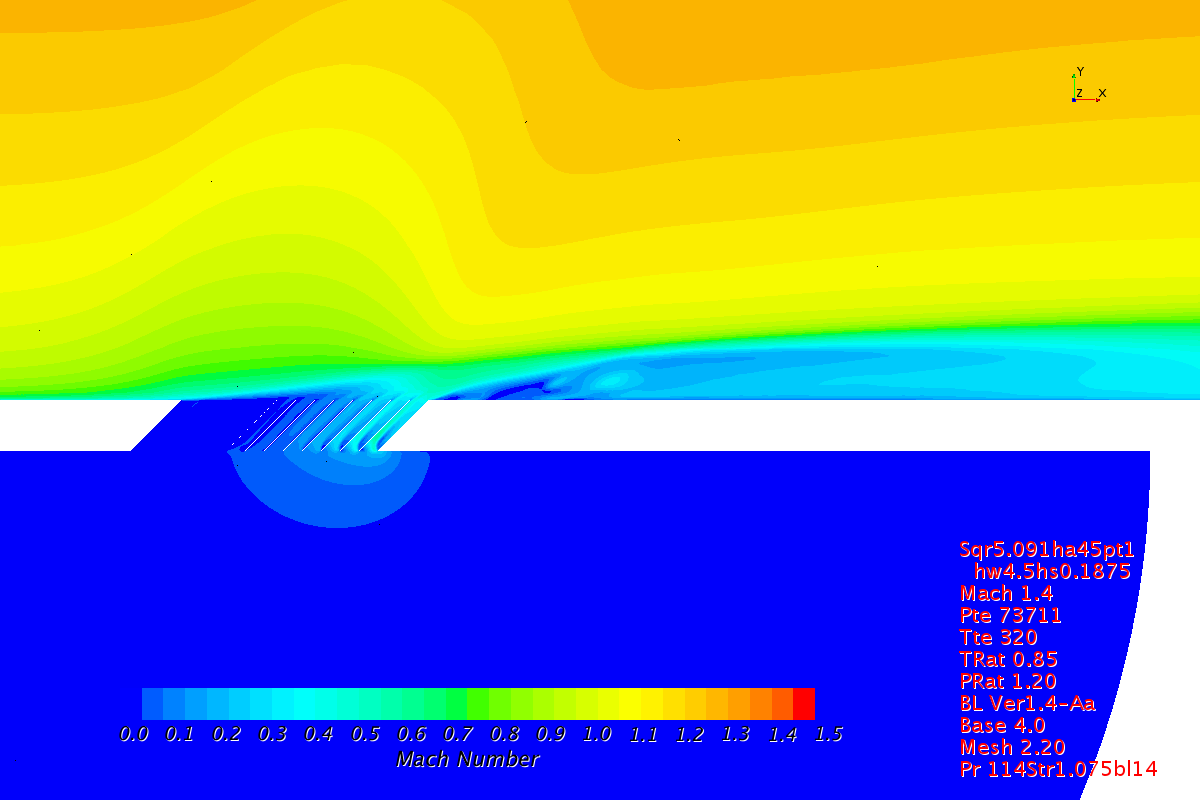 Y
Z X
Sqr5.091ha45pt1
hw4.5hs0.1875
Mach 1.4
Pte 73711
Tte 320
TRat 0.85
PRat 1.20
BL Ver1.4-Aa
Base 4.0
Mesh 2.20
Pr 114Str1.075bl14
0.0 0.1 0.2 0.3 0.4 0.5 0.6 0.7 0.8 0.9 1.0 1.1 1.2 1.3 1.4 1.5
Mach Number